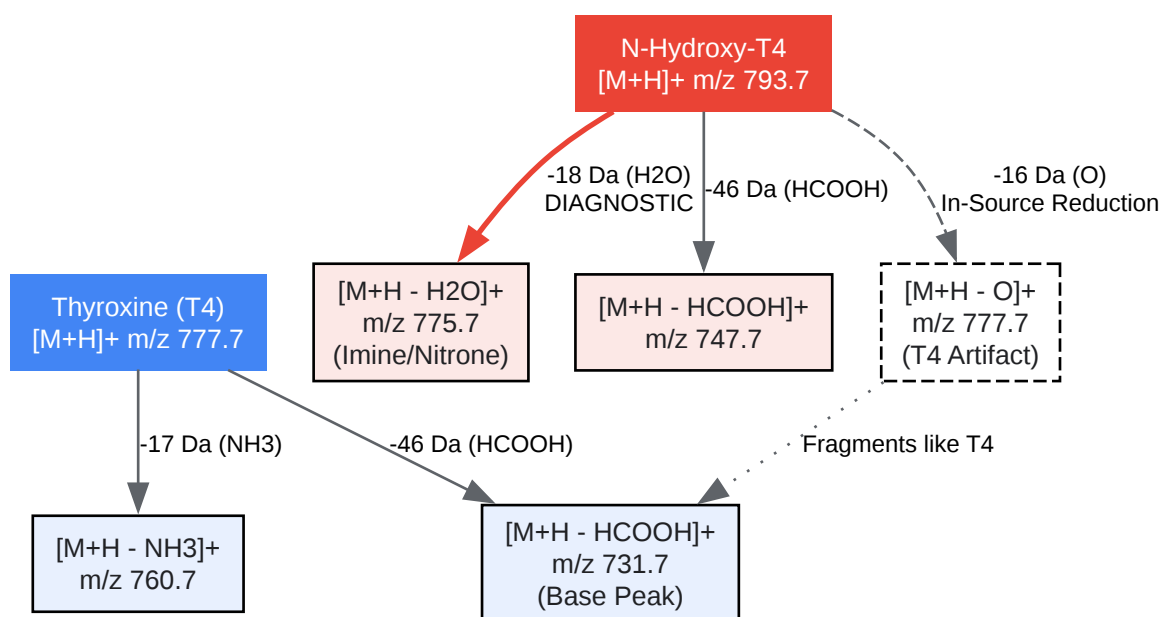 N-Hydroxy-T4
[M+H]+ m/z 793.7
-18 Da (H2O)
DIAGNOSTIC
-46 Da (HCOOH)
-16 Da (O)
In-Source Reduction
Thyroxine (T4)
[M+H]+ m/z 777.7
[M+H - H2O]+
m/z 775.7
(Imine/Nitrone)
[M+H - HCOOH]+
m/z 747.7
[M+H - O]+
m/z 777.7
(T4 Artifact)
-17 Da (NH3)
-46 Da (HCOOH)
Fragments like T4
[M+H - NH3]+
m/z 760.7
[M+H - HCOOH]+
m/z 731.7
(Base Peak)